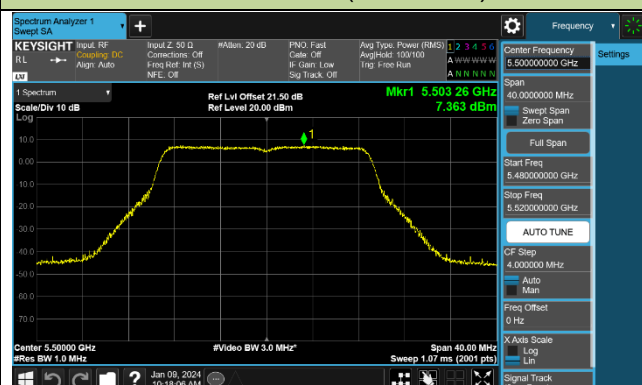 Spectrum Analyzer 1
Swept SA
Frequency
KEYSIGHT
RL
LXI
Input: RF
Coupling: DC
Align: Auto
Input Z: 50 Ω
Corrections: Off
Freq Ref: Int (S)
NFE: Off
#Atten: 20 dB
PNO: Fast
Gate: Off
IF Gain: Low
Sig Track: Off
Avg Type: Power (RMS)
Avg|Hold: 100/100
Trig: Free Run
1 2 3 4 5 6
A W W W W W
A N N N N N
1 Spectrum
Scale/Div 10 dB
Log
Ref Lvl Offset 21.50 dB
Ref Level 20.00 dBm
Mkr1 5.503 26 GHz
7.363 dBm
1
10.0
0.00
-10.0
-20.0
-30.0
-40.0
-50.0
-60.0
-70.0
Center 5.50000 GHz
#Res BW 1.0 MHz
#Video BW 3.0 MHz*
Span 40.00 MHz
Sweep 1.07 ms (2001 pts)
Jan 09, 2024
10:18:06 AM
Center Frequency
5.500000000 GHz
Span
40.0000000 MHz
Swept Span
Zero Span
Full Span
Start Freq
5.480000000 GHz
Stop Freq
5.520000000 GHz
AUTO TUNE
CF Step
4.000000 MHz
Auto
Man
Freq Offset
0 Hz
X Axis Scale
Log
Lin
Signal Track
Settings